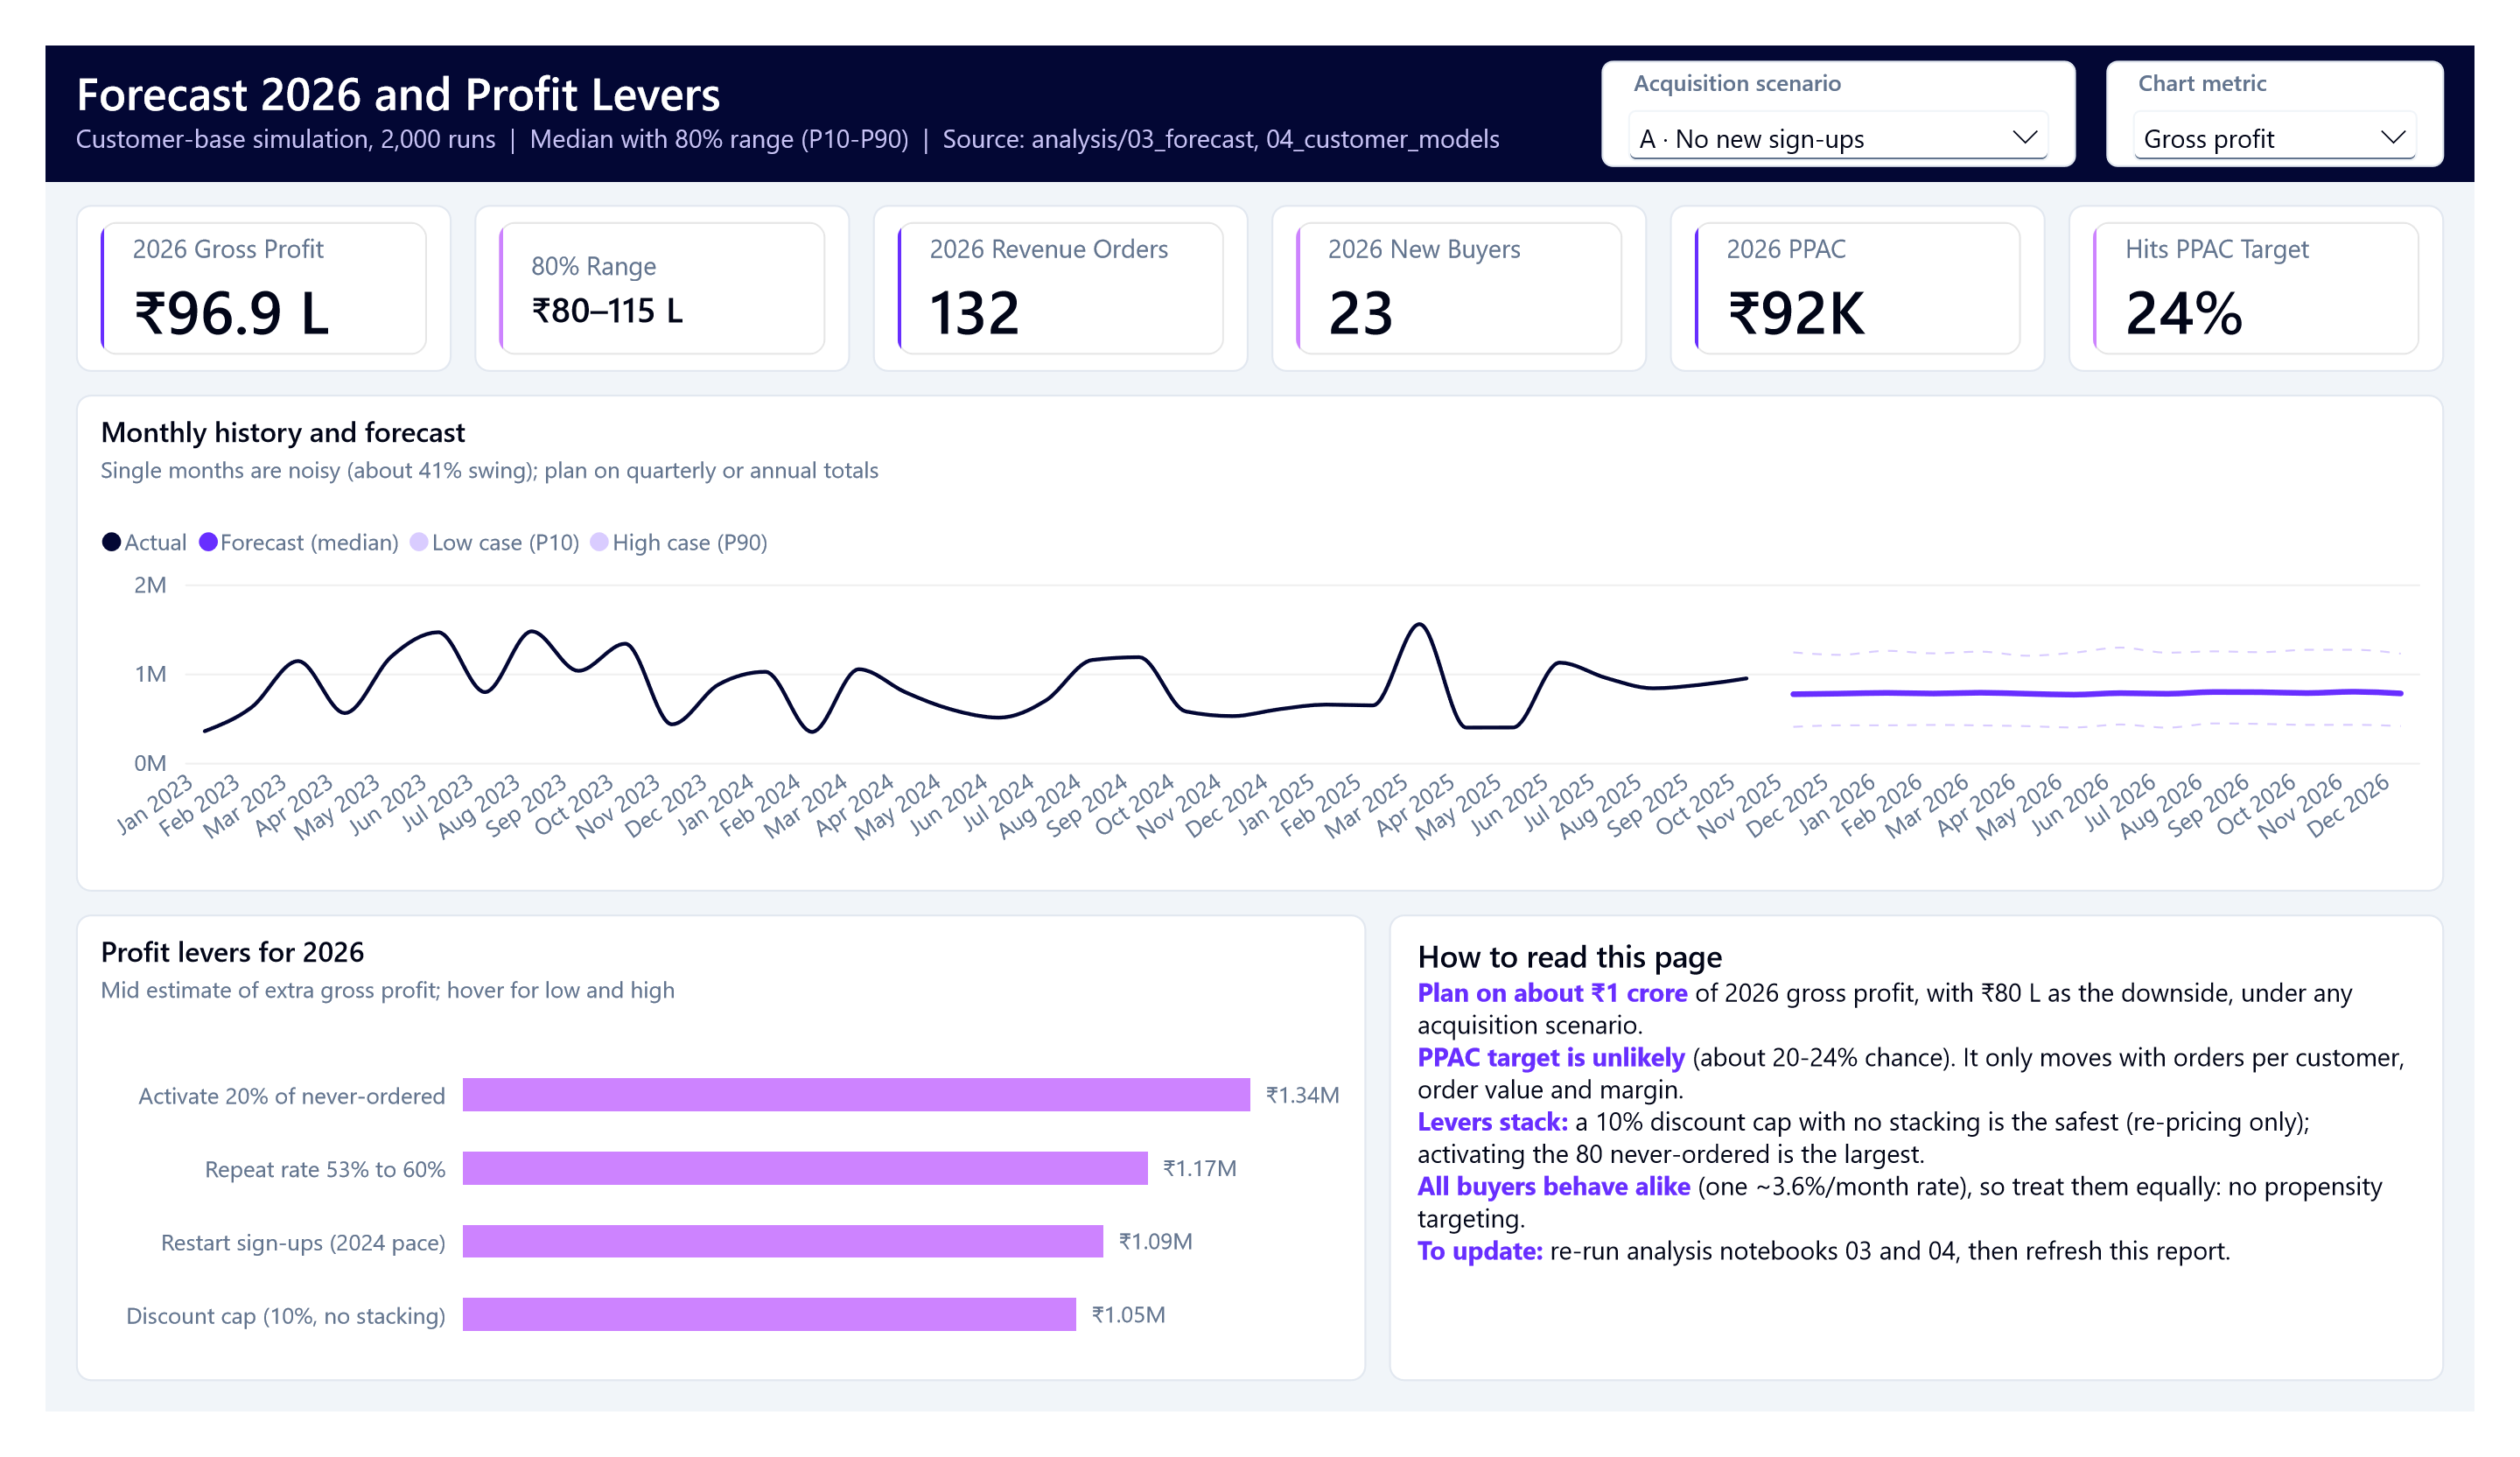 Forecast 2026 and Profit Levers
Customer-base simulation, 2,000 runs | Median with 80% range (P10-P90) | Source: analysis/03_forecast, 04_customer_models
Acquisition scenario
A · No new sign-ups
Chart metric
Gross profit
2026 Gross Profit
₹96.9 L
80% Range
₹80–115 L
2026 Revenue Orders
132
2026 New Buyers
23
2026 PPAC
₹92K
Hits PPAC Target
24%
Monthly history and forecast
Single months are noisy (about 41% swing); plan on quarterly or annual totals
Actual Forecast (median) Low case (P10) High case (P90)
2M
1M
0M
Jan 2023 Feb 2023 Mar 2023 Apr 2023 May 2023 Jun 2023 Jul 2023 Aug 2023 Sep 2023 Oct 2023 Nov 2023 Dec 2023 Jan 2024 Feb 2024 Mar 2024 Apr 2024 May 2024 Jun 2024 Jul 2024 Aug 2024 Sep 2024 Oct 2024 Nov 2024 Dec 2024 Jan 2025 Feb 2025 Mar 2025 Apr 2025 May 2025 Jun 2025 Jul 2025 Aug 2025 Sep 2025 Oct 2025 Nov 2025 Dec 2025 Jan 2026 Feb 2026 Mar 2026 Apr 2026 May 2026 Jun 2026 Jul 2026 Aug 2026 Sep 2026 Oct 2026 Nov 2026 Dec 2026
Profit levers for 2026
Mid estimate of extra gross profit; hover for low and high
Activate 20% of never-ordered ₹1.34M
Repeat rate 53% to 60% ₹1.17M
Restart sign-ups (2024 pace) ₹1.09M
Discount cap (10%, no stacking) ₹1.05M
How to read this page
Plan on about ₹1 crore of 2026 gross profit, with ₹80 L as the downside, under any
acquisition scenario.
PPAC target is unlikely (about 20-24% chance). It only moves with orders per customer,
order value and margin.
Levers stack: a 10% discount cap with no stacking is the safest (re-pricing only);
activating the 80 never-ordered is the largest.
All buyers behave alike (one ~3.6%/month rate), so treat them equally: no propensity
targeting.
To update: re-run analysis notebooks 03 and 04, then refresh this report.